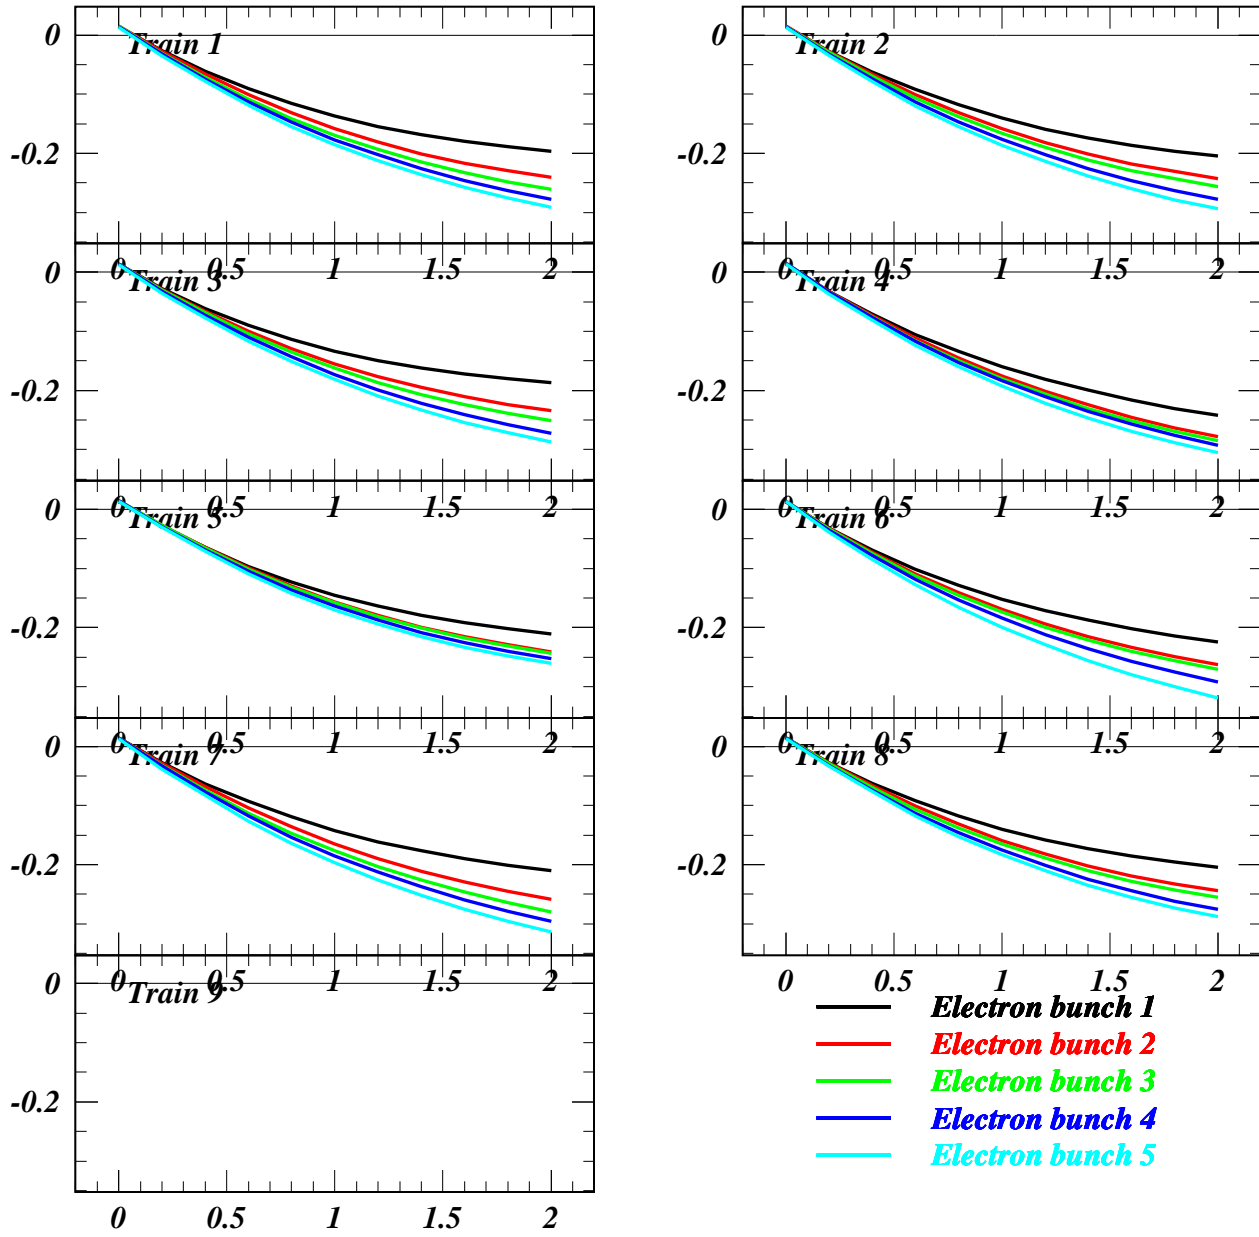 0 Train 1 0 Train 2
-0.2 -0.2
0 0.5 1 1.5 2 0 0.5 1 1.5 2
0 Train 3 0 Train 4
-0.2 -0.2
0 0.5 1 1.5 2 0 0.5 1 1.5 2
0 Train 5 0 Train 6
-0.2 -0.2
0 0.5 1 1.5 2 0 0.5 1 1.5 2
0 Train 7 0 Train 8
-0.2 -0.2
0 0.5 1 1.5 2 0 0.5 1 1.5 2
0 Train 9
Electron bunch 1
Electron bunch 2
Electron bunch 3
-0.2
Electron bunch 4
Electron bunch 5
0 0.5 1 1.5 2